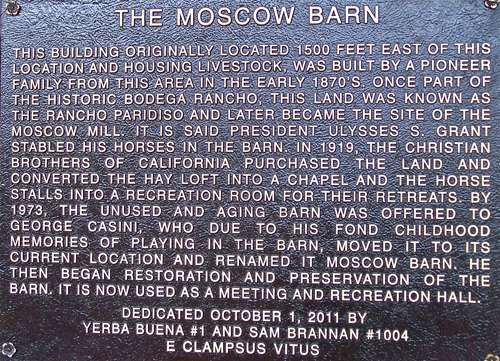 THE MOSCOW BARN
THIS BUILDING ORIGINALLY LOCATED 1500 FEET EAST OF THIS
LOCATION AND HOUSING LIVESTOCK, WAS BUILT BY A PIONEER
FAMILY FROM THIS AREA IN THE EARLY 1870'S. ONCE PART OF
THE HISTORIC BODEGA RANCHO, THIS LAND WAS KNOWN AS
THE RANCHO PARIDISO AND LATER BECAME THE SITE OF THE
MOSCOW MILL. IT IS SAID PRESIDENT ULYSSES S. GRANT
STABLED HIS HORSES IN THE BARN. IN 1919, THE CHRISTIAN
BROTHERS OF CALIFORNIA PURCHASED THE LAND AND
CONVERTED THE HAY LOFT INTO A CHAPEL AND THE HORSE
STALLS INTO A RECREATION ROOM FOR THEIR RETREATS. BY
1973, THE UNUSED AND AGING BARN WAS OFFERED TO
GEORGE CASINI, WHO DUE TO HIS FOND CHILDHOOD
MEMORIES OF PLAYING IN THE BARN, MOVED IT TO ITS
CURRENT LOCATION AND RENAMED IT MOSCOW BARN. HE
THEN BEGAN RESTORATION AND PRESERVATION OF THE
BARN. IT IS NOW USED AS A MEETING AND RECREATION HALL.
DEDICATED OCTOBER 1, 2011 BY
YERBA BUENA #1 AND SAM BRANNAN #1004
E CLAMPSUS VITUS